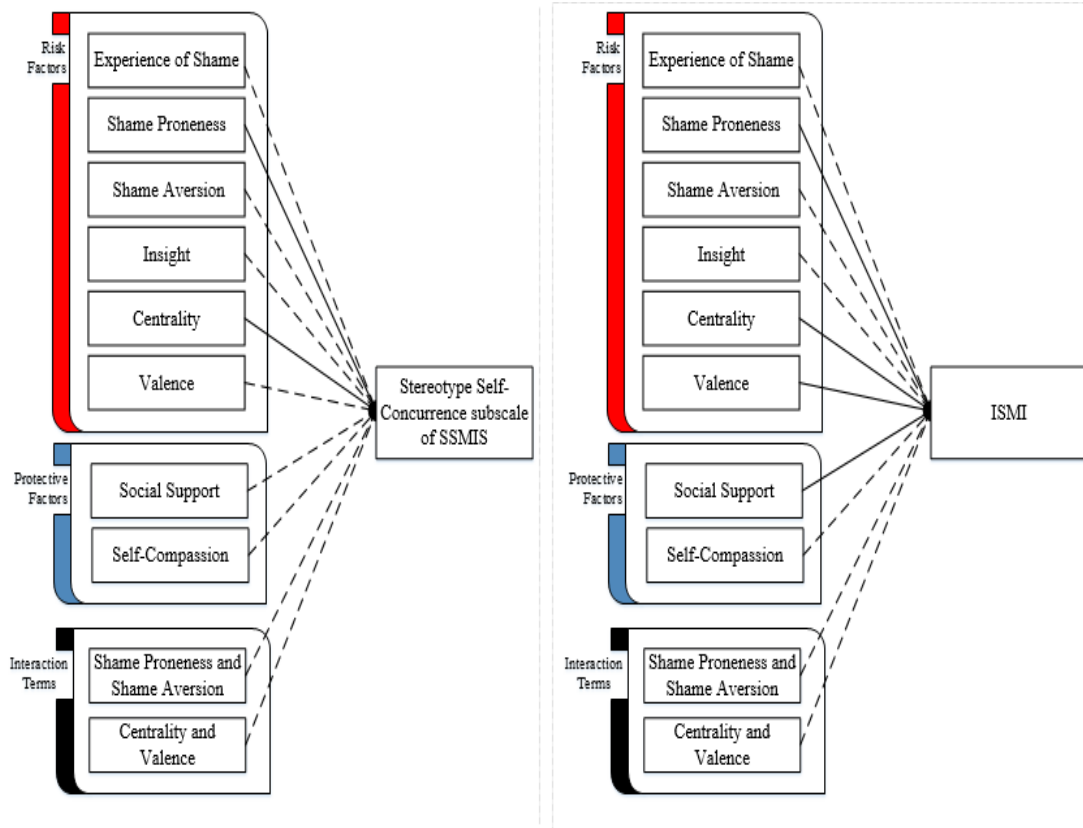 Risk
Factors
Experience of Shame
Shame Proneness
Shame Aversion
Insight
Centrality
Valence
Stereotype Self-
Concurrence subscale
of SSMIS
Protective
Factors
Social Support
Self-Compassion
Interaction
Terms
Shame Proneness and
Shame Aversion
Centrality and
Valence
Risk
Factors
Experience of Shame
Shame Proneness
Shame Aversion
Insight
Centrality
Valence
ISMI
Protective
Factors
Social Support
Self-Compassion
Interaction
Terms
Shame Proneness and
Shame Aversion
Centrality and
Valence